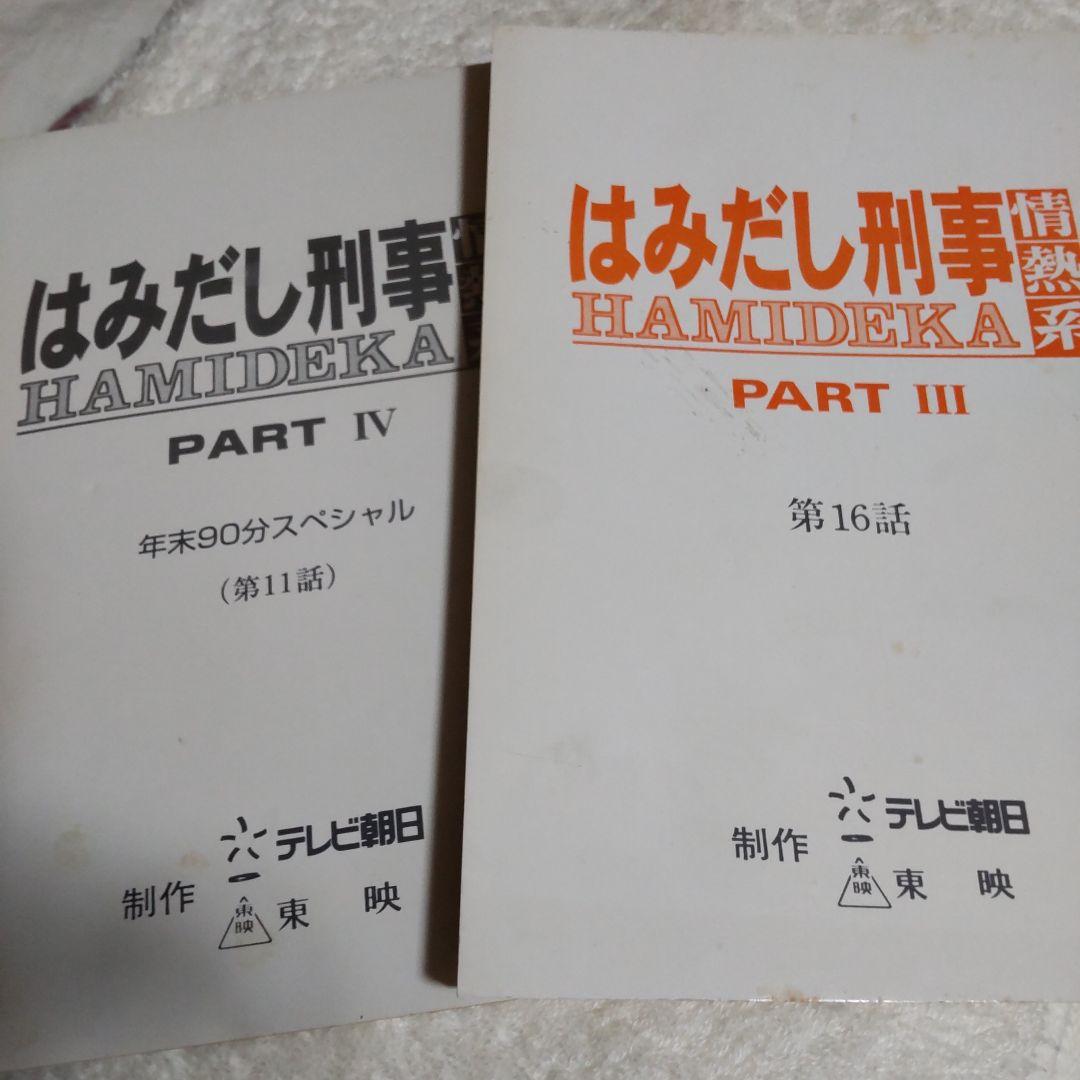 はみだし刑事
情熱系
HAMIDEKA
PART IV
年末90分スペシャル
(第11話)
制作
テレビ朝日
東映
東映
はみだし刑事
情熱系
HAMIDEKA
PART III
第16話
制作
テレビ朝日
東映
東映